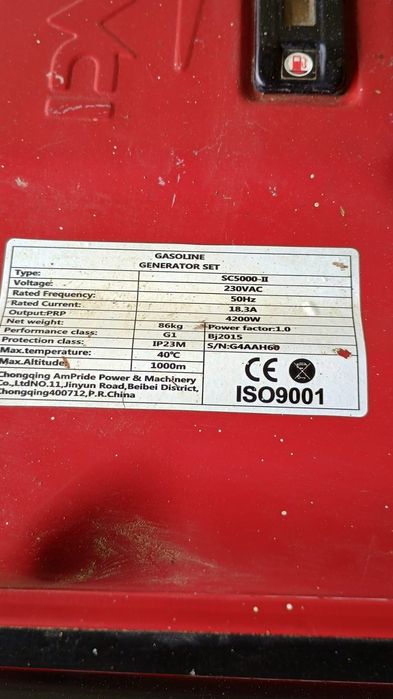 GASOLINE
GENERATOR SET
Type: SC5000-II
Voltage: 230VAC
Rated Frequency: 50Hz
Rated Current: 18.3A
Output:PRP 4200W
Net weight: 86kg Power factor:1.0
Performance class: G1 Bj2015
Protection class: IP23M S/N:G4AAH60
Max.temperature: 40℃
Max.Altitude: 1000m
Chongqing AmPride Power & Machinery
Co.,LtdNO.11,Jinyun Road,Beibei District,
Chongqing400712,P.R.China
CE
ISO9001